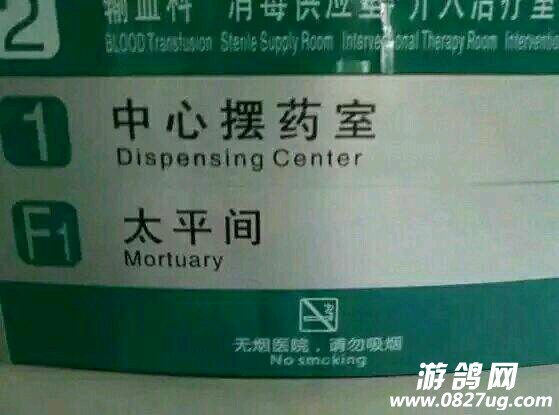 2
输血科 消毒供应室 介入治疗室
BLOOD Transfusion Sterile Supply Room Interventional Therapy Room
1
中心摆药室
Dispensing Center
F1
太平间
Mortuary
无烟医院，请勿吸烟
No smoking
游鸽网
www.0827ug.com